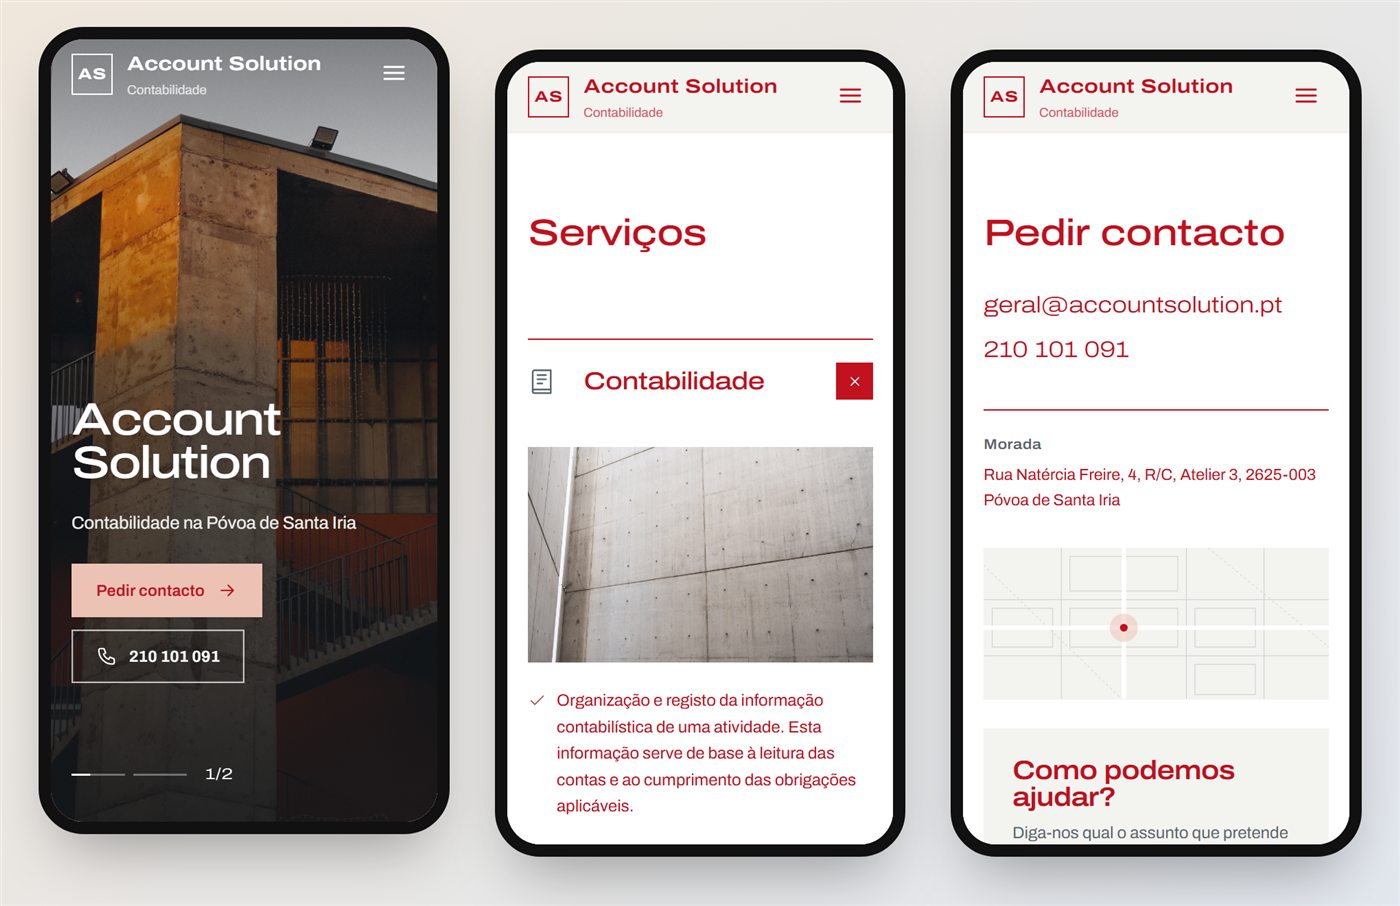 AS
Account Solution
Contabilidade
Account
Solution
Contabilidade na Póvoa de Santa Iria
Pedir contacto
210 101 091
1/2
AS
Account Solution
Contabilidade
Serviços
Contabilidade
Organização e registo da informação
contabilística de uma atividade. Esta
informação serve de base à leitura das
contas e ao cumprimento das obrigações
aplicáveis.
AS
Account Solution
Contabilidade
Pedir contacto
geral@accountsolution.pt
210 101 091
Morada
Rua Natércia Freire, 4, R/C, Atelier 3, 2625-003
Póvoa de Santa Iria
Como podemos
ajudar?
Diga-nos qual o assunto que pretende